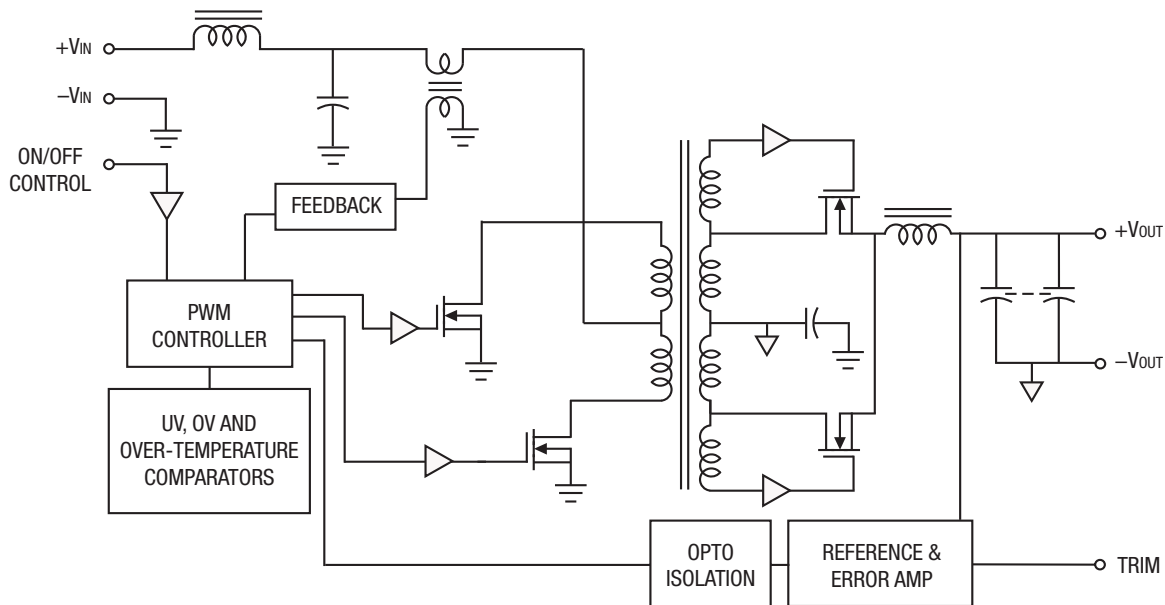 +VIN
−VIN
ON/OFF
CONTROL
FEEDBACK
PWM
CONTROLLER
UV, OV AND
OVER-TEMPERATURE
COMPARATORS
+VOUT
−VOUT
OPTO
ISOLATION
REFERENCE &
ERROR AMP
TRIM